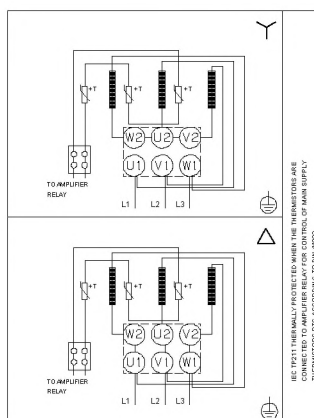 +T
+T
+T
W2 U2 V2
U1 V1 W1
TO AMPLIFIER
RELAY
L1 L2 L3
+T
+T
+T
W2 U2 V2
U1 V1 W1
TO AMPLIFIER
RELAY
L1 L2 L3
IEC TP211 THERMALLY PROTECTED WHEN THE THERMISTORS ARE
CONNECTED TO AMPLIFIER RELAY FOR CONTROL OF MAIN SUPPLY